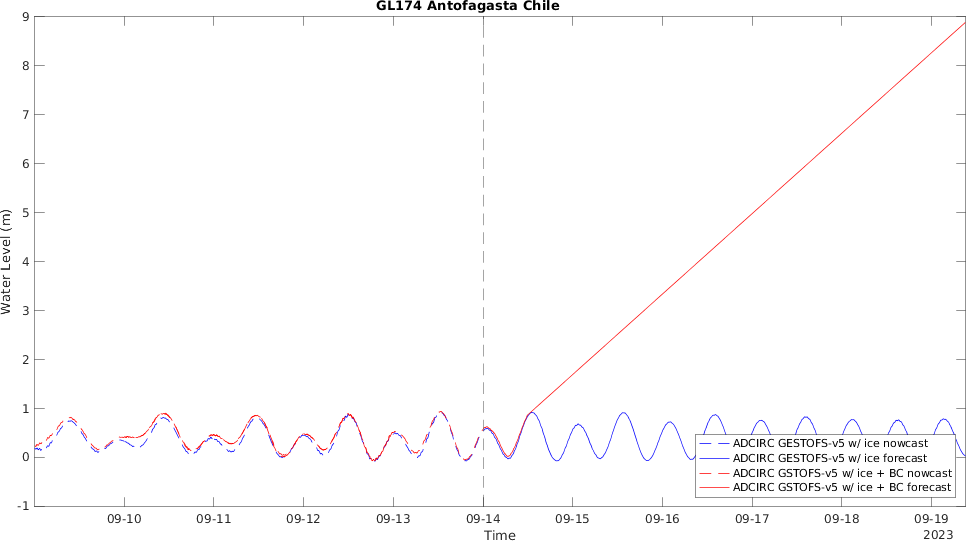 GL174 Antofagasta Chile
Water Level (m)
9
8
7
6
5
4
3
2
1
0
-1
ADCIRC GESTOFS-v5 w/ ice nowcast
ADCIRC GESTOFS-v5 w/ ice forecast
ADCIRC GSTOFS-v5 w/ ice + BC nowcast
ADCIRC GSTOFS-v5 w/ ice + BC forecast
09-10 09-11 09-12 09-13 09-14 09-15 09-16 09-17 09-18 09-19
Time
2023